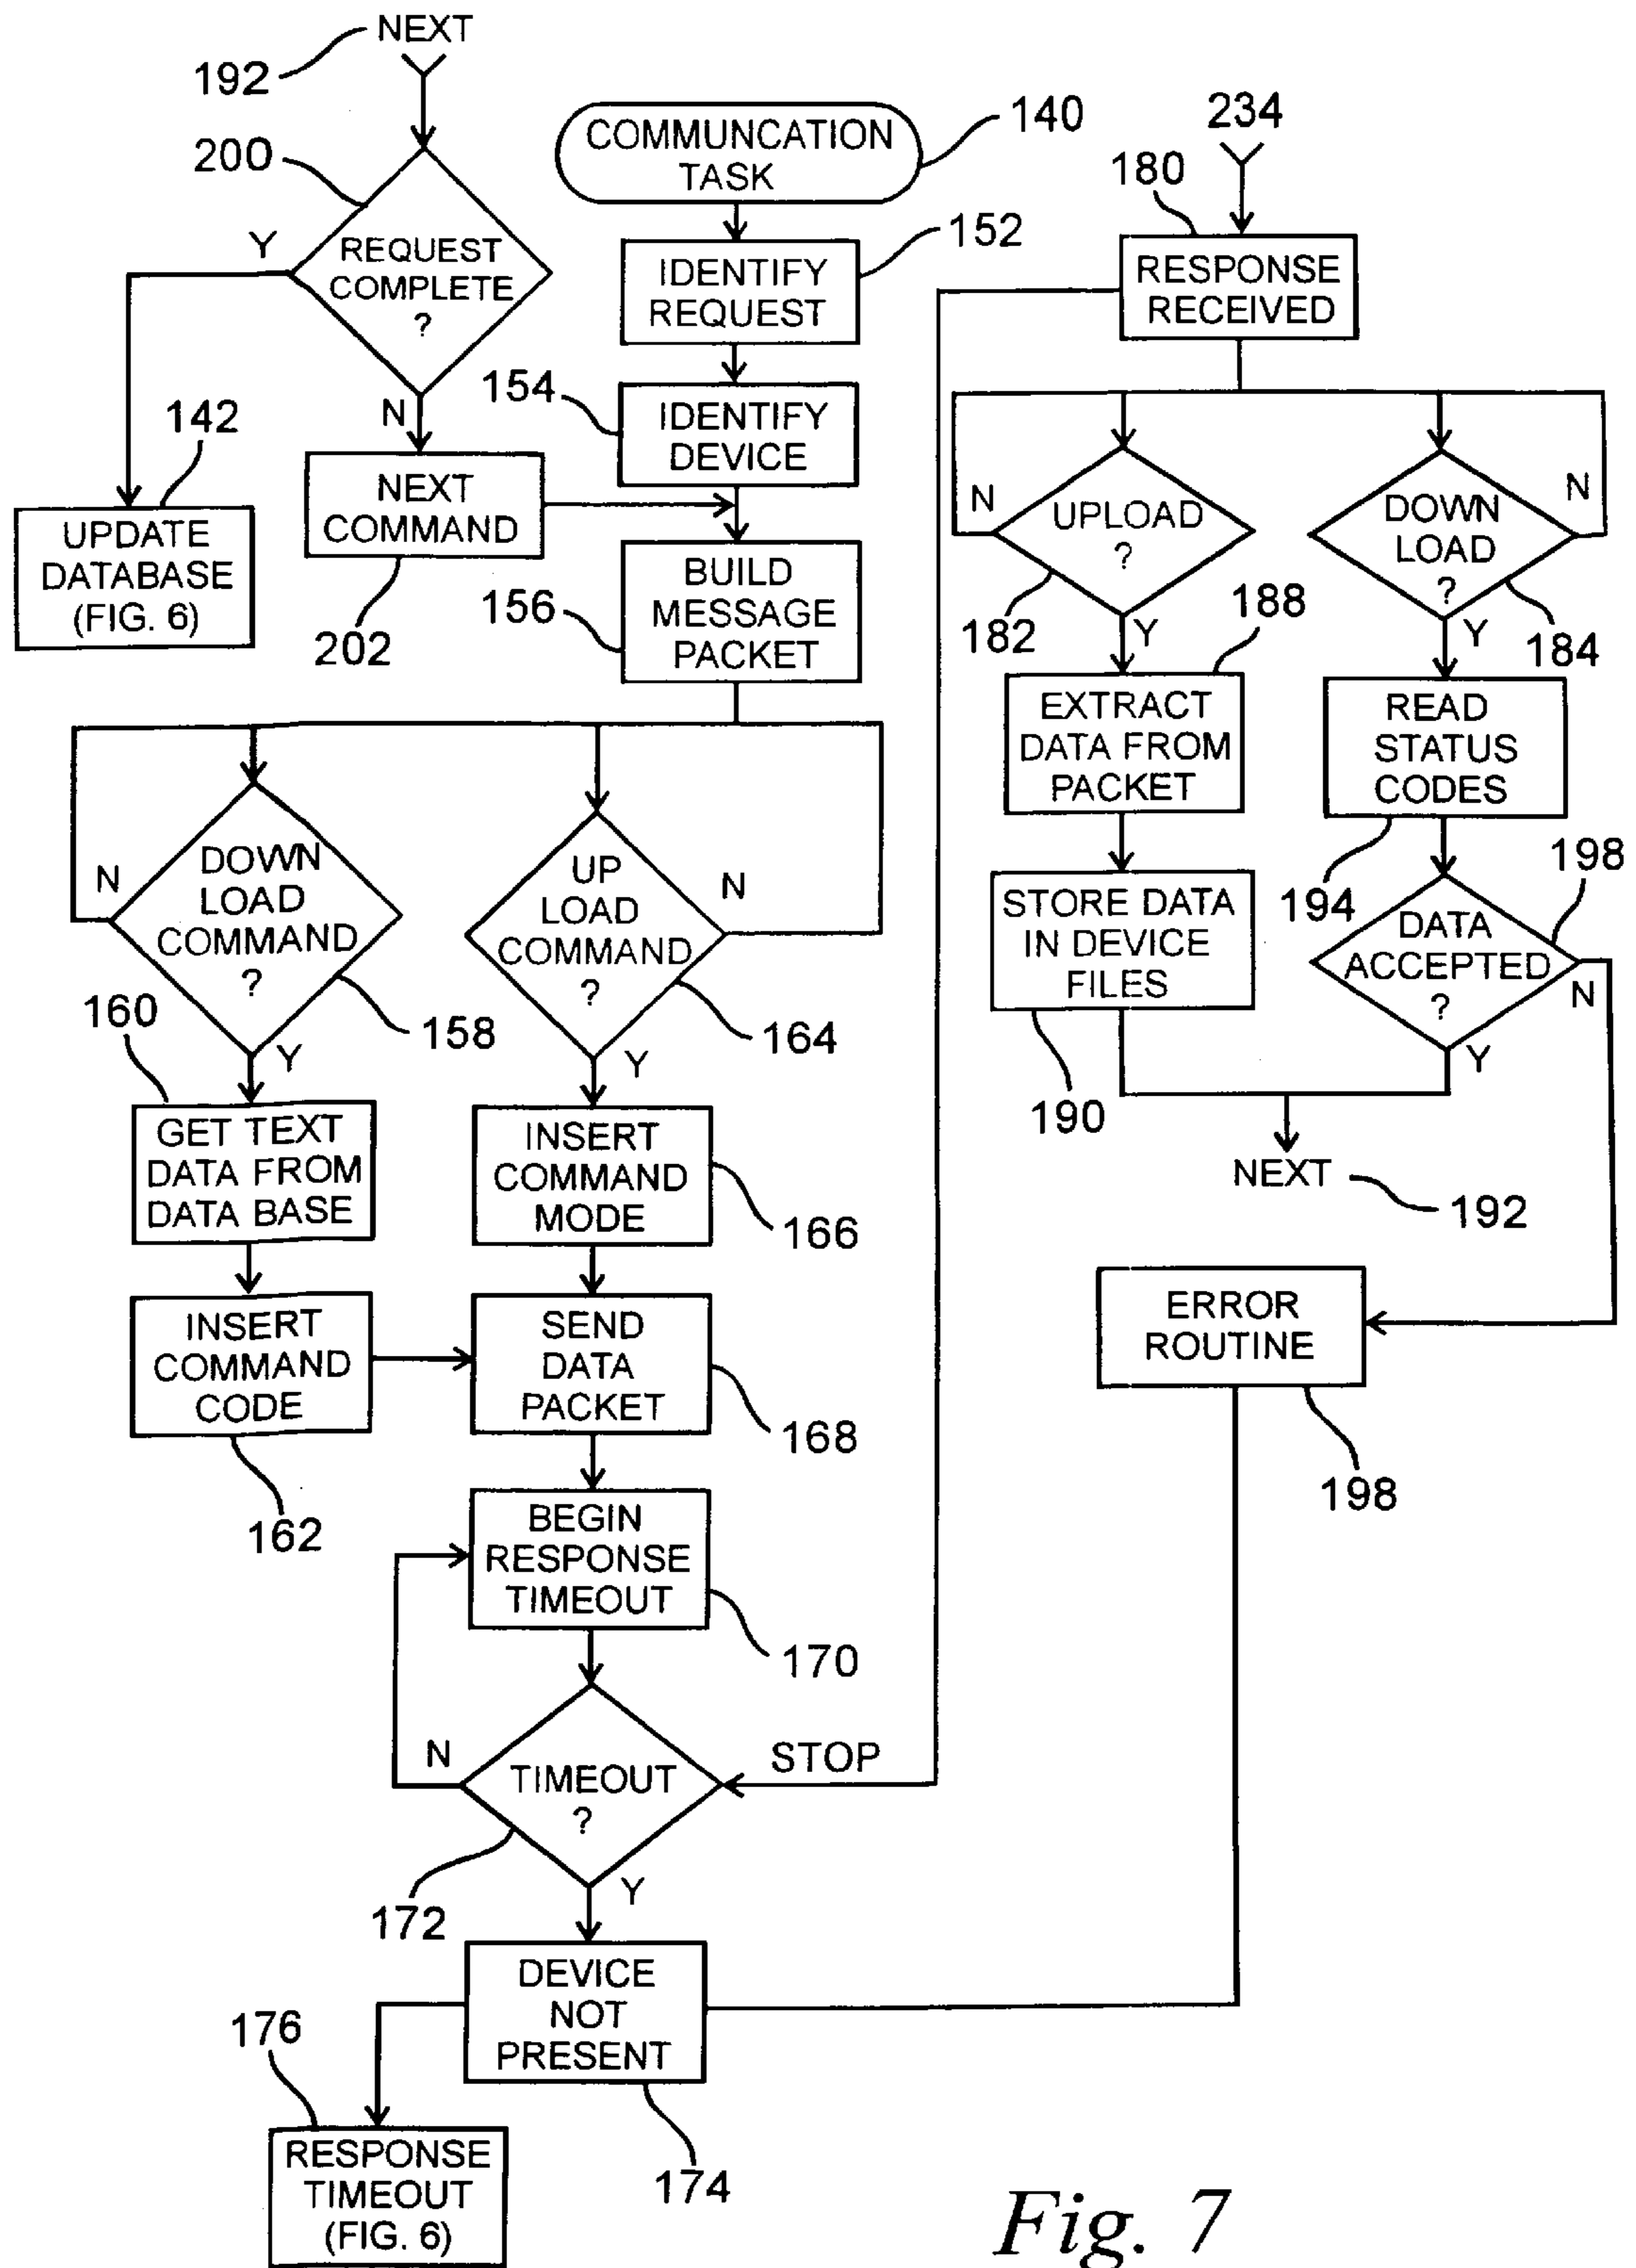 NEXT
192
200
REQUEST
COMPLETE
?
Y
N
142
UPDATE
DATABASE
(FIG. 6)
NEXT
COMMAND
202
COMMUNCATION
TASK
140
IDENTIFY
REQUEST
152
154
IDENTIFY
DEVICE
156
BUILD
MESSAGE
PACKET
DOWN
LOAD
COMMAND
?
N
158
Y
160
GET TEXT
DATA FROM
DATA BASE
INSERT
COMMAND
CODE
162
UP
LOAD
COMMAND
?
N
164
Y
INSERT
COMMAND
MODE
166
SEND
DATA
PACKET
168
BEGIN
RESPONSE
TIMEOUT
170
TIMEOUT
?
N
STOP
172
Y
DEVICE
NOT
PRESENT
174
176
RESPONSE
TIMEOUT
(FIG. 6)
234
180
RESPONSE
RECEIVED
UPLOAD
?
N
182
Y
188
EXTRACT
DATA FROM
PACKET
STORE DATA
IN DEVICE
FILES
190
DOWN
LOAD
?
N
184
Y
READ
STATUS
CODES
194
198
DATA
ACCEPTED
?
N
Y
NEXT
192
ERROR
ROUTINE
198
Fig. 7